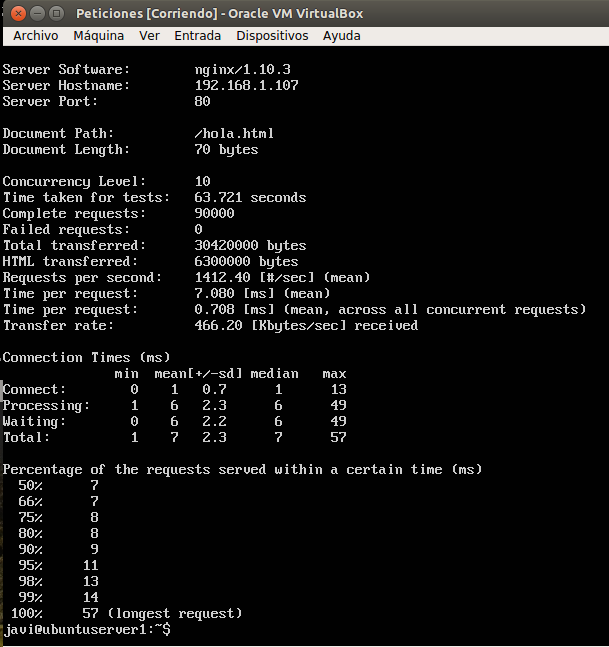 Peticiones [Corriendo] - Oracle VM VirtualBox
Archivo Máquina Ver Entrada Dispositivos Ayuda
Server Software: nginx/1.10.3
Server Hostname: 192.168.1.107
Server Port: 80
Document Path: /hola.html
Document Length: 70 bytes
Concurrency Level: 10
Time taken for tests: 63.721 seconds
Complete requests: 90000
Failed requests: 0
Total transferred: 30420000 bytes
HTML transferred: 6300000 bytes
Requests per second: 1412.40 [#/sec] (mean)
Time per request: 7.080 [ms] (mean)
Time per request: 0.708 [ms] (mean, across all concurrent requests)
Transfer rate: 466.20 [Kbytes/sec] received
Connection Times (ms)
min mean[+/-sd] median max
Connect: 0 1 0.7 1 13
Processing: 1 6 2.3 6 49
Waiting: 0 6 2.2 6 49
Total: 1 7 2.3 7 57
Percentage of the requests served within a certain time (ms)
50% 7
66% 7
75% 8
80% 8
90% 9
95% 11
98% 13
99% 14
100% 57 (longest request)
javi@ubuntuserver1:~$